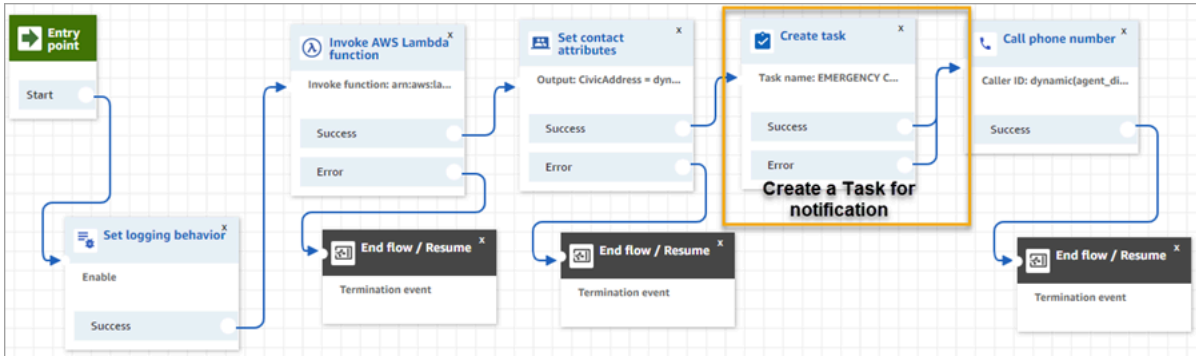 Entry
point
Start
Set logging behavior x
Enable
Success
Invoke AWS Lambda x
function
Invoke function: arn:aws:la...
Success
Error
End flow / Resume x
Termination event
Set contact x
attributes
Output: CivicAddress = dyn...
Success
Error
End flow / Resume x
Termination event
Create task x
Task name: EMERGENCY C...
Success
Error
Create a Task for
notification
Call phone number x
Caller ID: dynamic(agent_di...
Success
End flow / Resume x
Termination event